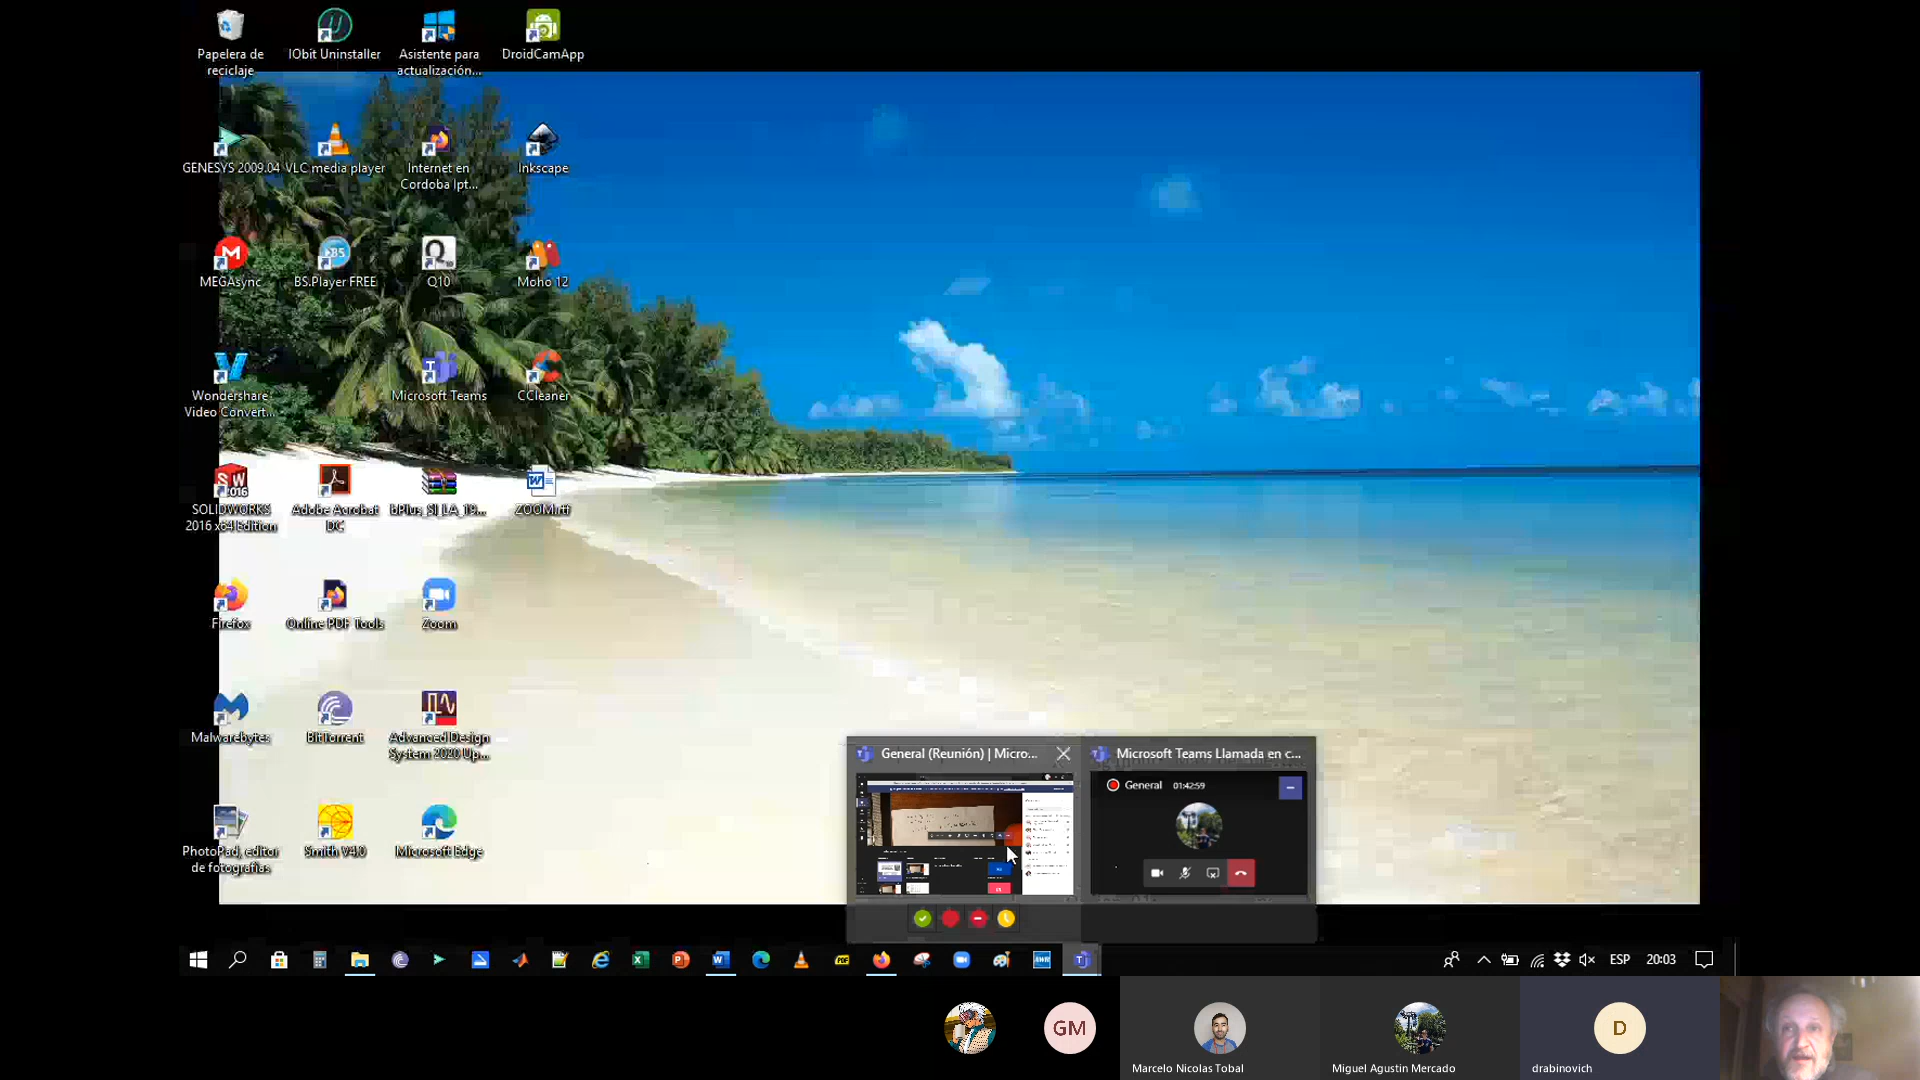 Papelera de
reciclaje
IObit Uninstaller
Asistente para
actualización...
DroidCamApp
GENESYS 2009.04
VLC media player
Internet en
Cordoba |pt...
Inkscape
MEGAsync
BS.Player FREE
Q10
Moho 12
Wondershare
Video Convert...
Microsoft Teams
CCleaner
SOLIDWORKS
2016 x64 Edition
Adobe Acrobat
DC
bPlus_SI_LA_19...
ZOOM.rtf
Firefox
Online PDF Tools
Zoom
Malwarebytes
BitTorrent
Advanced Design
System 2020 Up...
PhotoPad, editor
de fotografías
Smith V4.0
Microsoft Edge
General (Reunión) | Micro...
Microsoft Teams Llamada en c...
General 01:42:59
ESP
20:03
GM
Marcelo Nicolas Tobal
Miguel Agustin Mercado
D
drabinovich